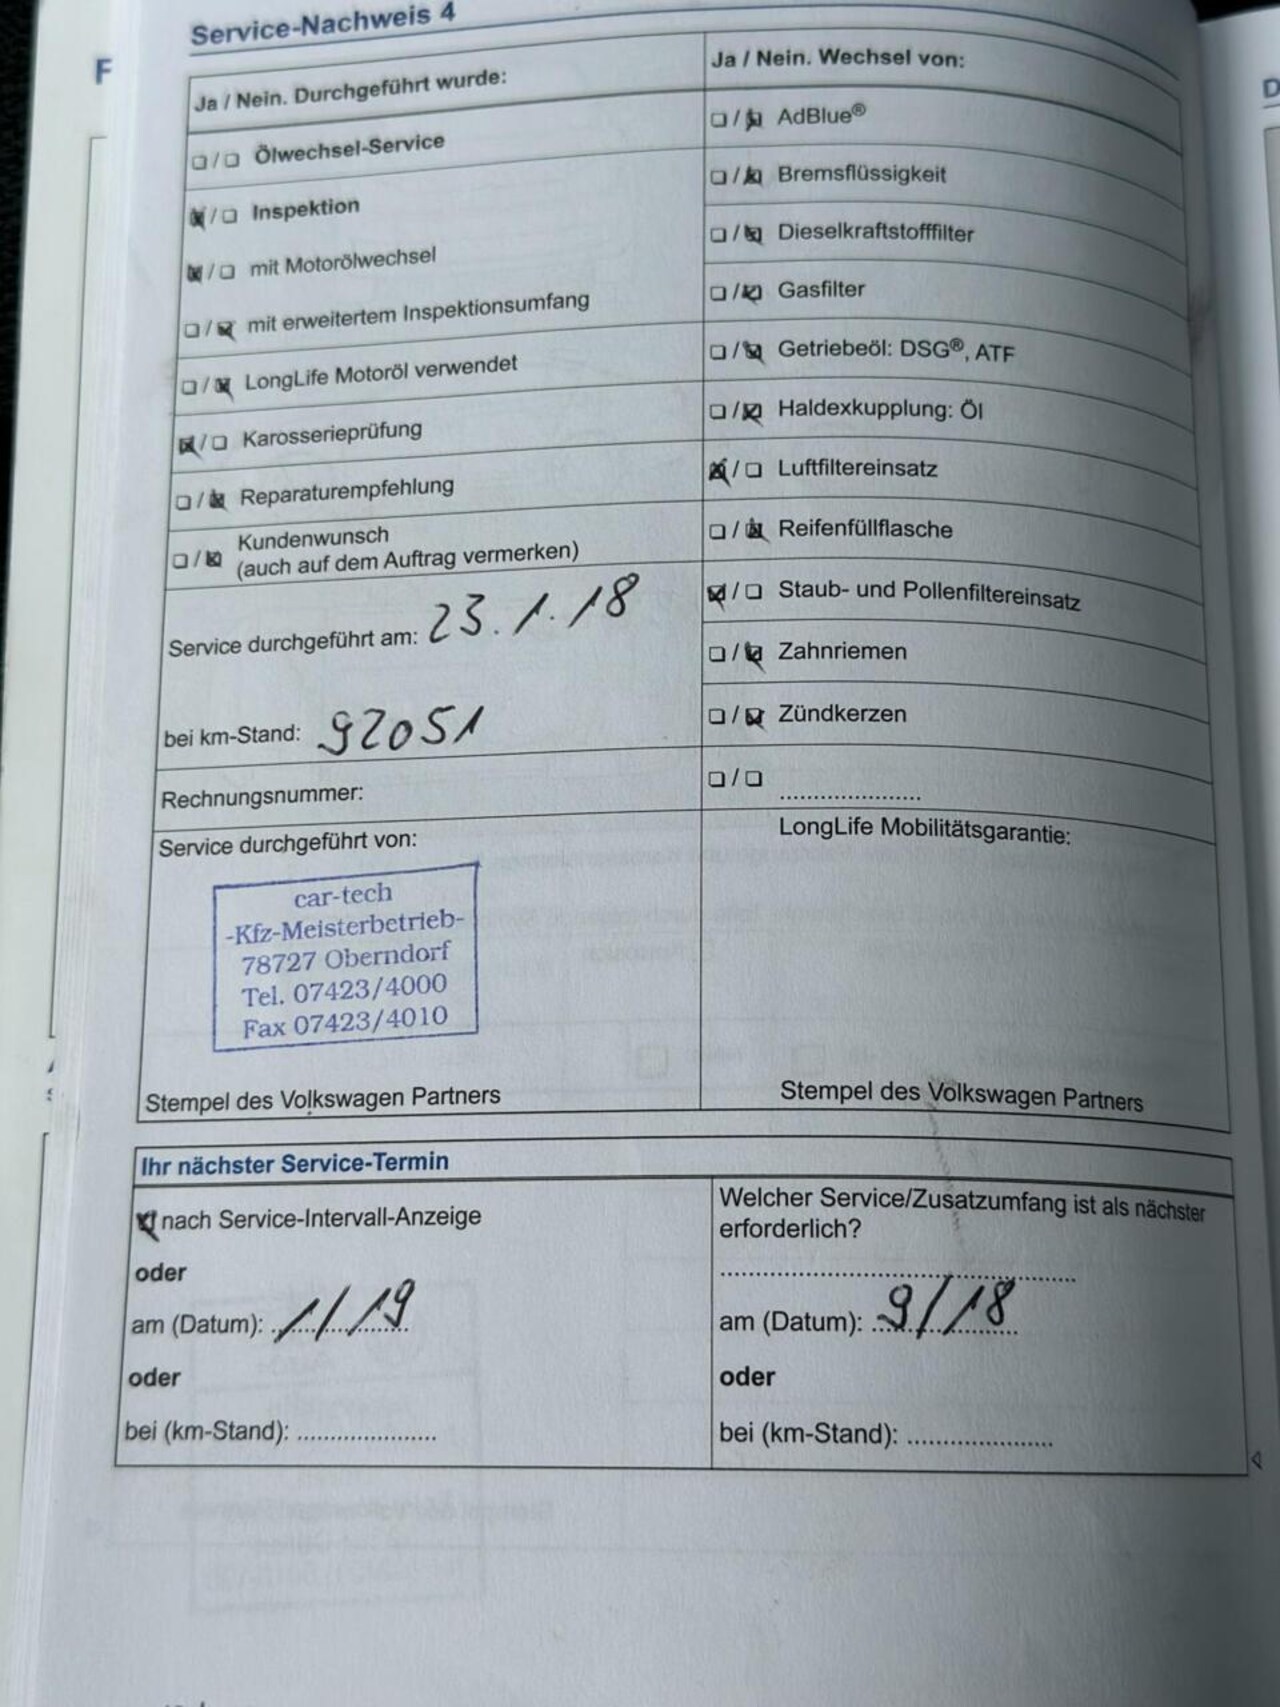 Service-Nachweis 4
Ja / Nein. Durchgeführt wurde:
☐/☐ Ölwechsel-Service
☒/☐ Inspektion
☒/☐ mit Motorölwechsel
☐/☒ mit erweitertem Inspektionsumfang
☐/☒ LongLife Motoröl verwendet
☒/☐ Karosserieprüfung
☐/☒ Reparaturempfehlung
☐/☒ Kundenwunsch
(auch auf dem Auftrag vermerken)
Service durchgeführt am: 23.1.18
bei km-Stand: 92051
Rechnungsnummer:
Service durchgeführt von:
car-tech
-Kfz-Meisterbetrieb-
78727 Oberndorf
Tel. 07423/4000
Fax 07423/4010
Stempel des Volkswagen Partners
Ja / Nein. Wechsel von:
☐/☒ AdBlue®
☐/☒ Bremsflüssigkeit
☐/☒ Dieselkraftstofffilter
☐/☒ Gasfilter
☐/☒ Getriebeöl: DSG®, ATF
☐/☒ Haldexkupplung: Öl
☒/☐ Luftfiltereinsatz
☐/☒ Reifenfüllflasche
☒/☐ Staub- und Pollenfiltereinsatz
☐/☒ Zahnriemen
☐/☒ Zündkerzen
☐/☐ .....................
LongLife Mobilitätsgarantie:
Stempel des Volkswagen Partners
Ihr nächster Service-Termin
☒ nach Service-Intervall-Anzeige
oder
am (Datum): 1/19
oder
bei (km-Stand): .....................
Welcher Service/Zusatzumfang ist als nächster
erforderlich?
am (Datum): 9/18
oder
bei (km-Stand): ......................
F
D